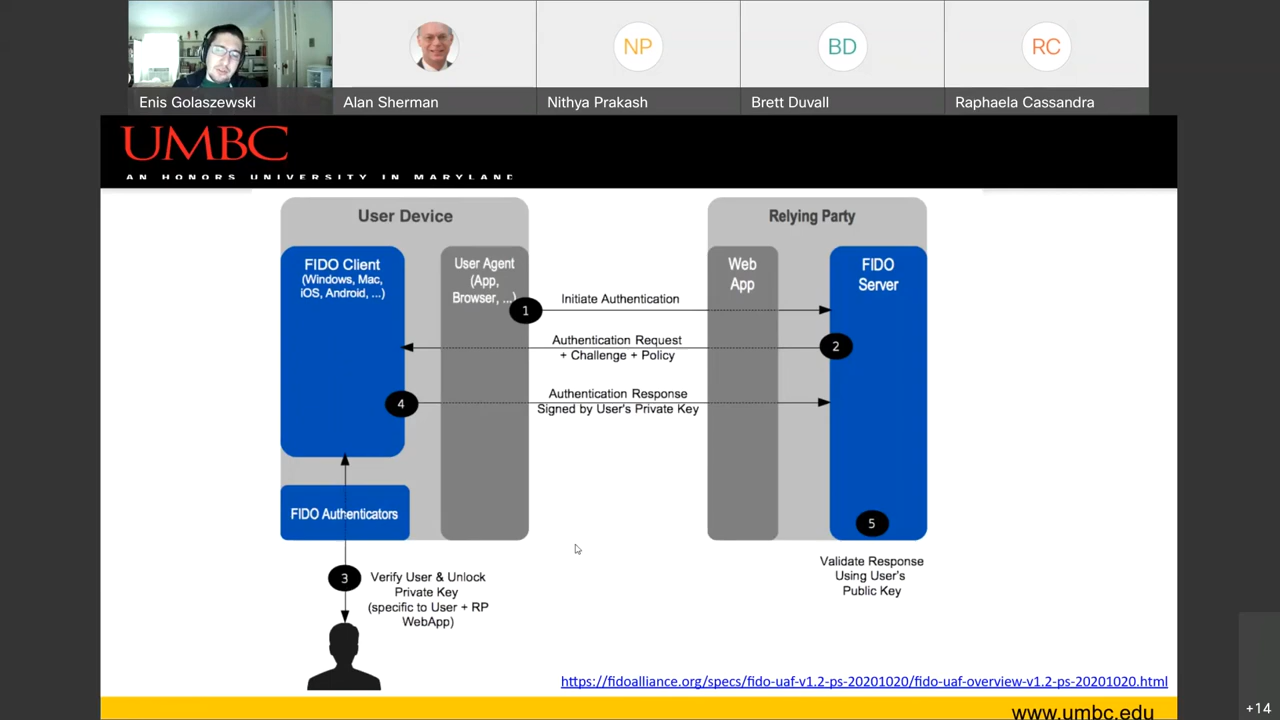 NP
BD
RC
Enis Golaszewski
Alan Sherman
Nithya Prakash
Brett Duvall
Raphaela Cassandra
UMBC
AN HONORS UNIVERSITY IN MARYLAND
User Device
Relying Party
FIDO Client
(Windows, Mac,
iOS, Android, ...)
User Agent
(App,
Browser, ...)
Web
App
FIDO
Server
1
Initiate Authentication
Authentication Request
+ Challenge + Policy
2
4
Authentication Response
Signed by User's Private Key
FIDO Authenticators
5
Validate Response
Using User's
Public Key
3
Verify User & Unlock
Private Key
(specific to User + RP
WebApp)
https://fidoalliance.org/specs/fido-uaf-v1.2-ps-20201020/fido-uaf-overview-v1.2-ps-20201020.html
www.umbc.edu
+14